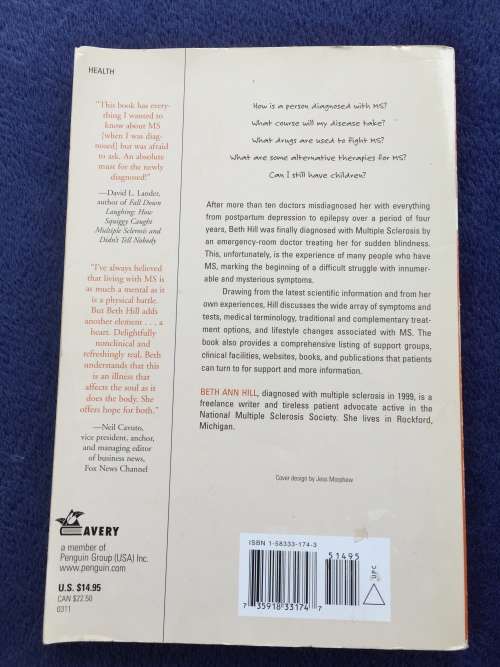 HEALTH
"This book has every-
thing I wanted to
know about MS
[when I was diag-
nosed] but was afraid
to ask. An absolute
must for the newly
diagnosed!"
—David L. Lander,
author of Fall Down
Laughing: How
Squiggy Caught
Multiple Sclerosis and
Didn't Tell Nobody
"I've always believed
that living with MS is
as much a mental as it
is a physical battle.
But Beth Hill adds
another element . . . a
heart. Delightfully
nonclinical and
refreshingly real, Beth
understands that this
is an illness that
affects the soul as it
does the body. She
offers hope for both."
—Neil Cavuto,
vice president, anchor,
and managing editor
of business news,
Fox News Channel
AVERY
a member of
Penguin Group (USA) Inc.
www.penguin.com
U.S. $14.95
CAN $22.50
0311
How is a person diagnosed with MS?
What course will my disease take?
What drugs are used to fight MS?
What are some alternative therapies for MS?
Can I still have children?
After more than ten doctors misdiagnosed her with everything
from postpartum depression to epilepsy over a period of four
years, Beth Hill was finally diagnosed with Multiple Sclerosis by
an emergency-room doctor treating her for sudden blindness.
This, unfortunately, is the experience of many people who have
MS, marking the beginning of a difficult struggle with innumer-
able and mysterious symptoms.
Drawing from the latest scientific information and from her
own experiences, Hill discusses the wide array of symptoms and
tests, medical terminology, traditional and complementary treat-
ment options, and lifestyle changes associated with MS. The
book also provides a comprehensive listing of support groups,
clinical facilities, websites, books, and publications that patients
can turn to for support and more information.
BETH ANN HILL, diagnosed with multiple sclerosis in 1999, is a
freelance writer and tireless patient advocate active in the
National Multiple Sclerosis Society. She lives in Rockford,
Michigan.
Cover design by Jess Morphew
ISBN 1-58333-174-3
51495
7 35918 33174 7
UPC